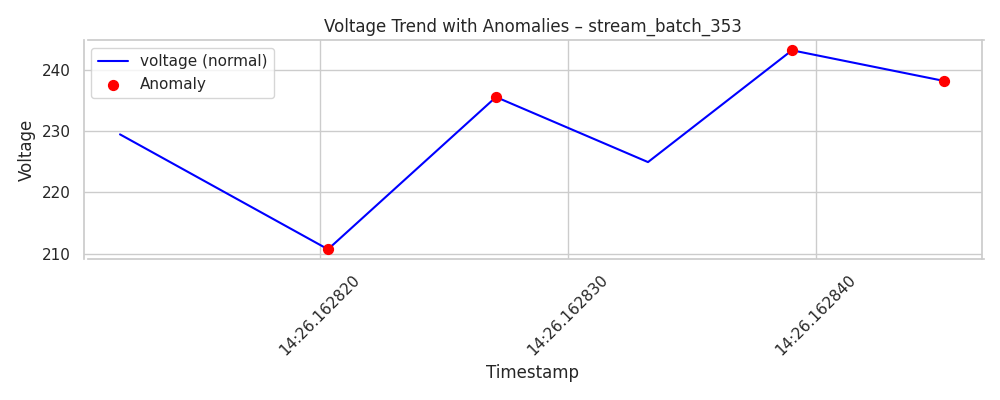 Voltage Trend with Anomalies – stream_batch_353
voltage (normal)
Anomaly
240
230
220
210
Voltage
14:26.162820
14:26.162830
14:26.162840
Timestamp